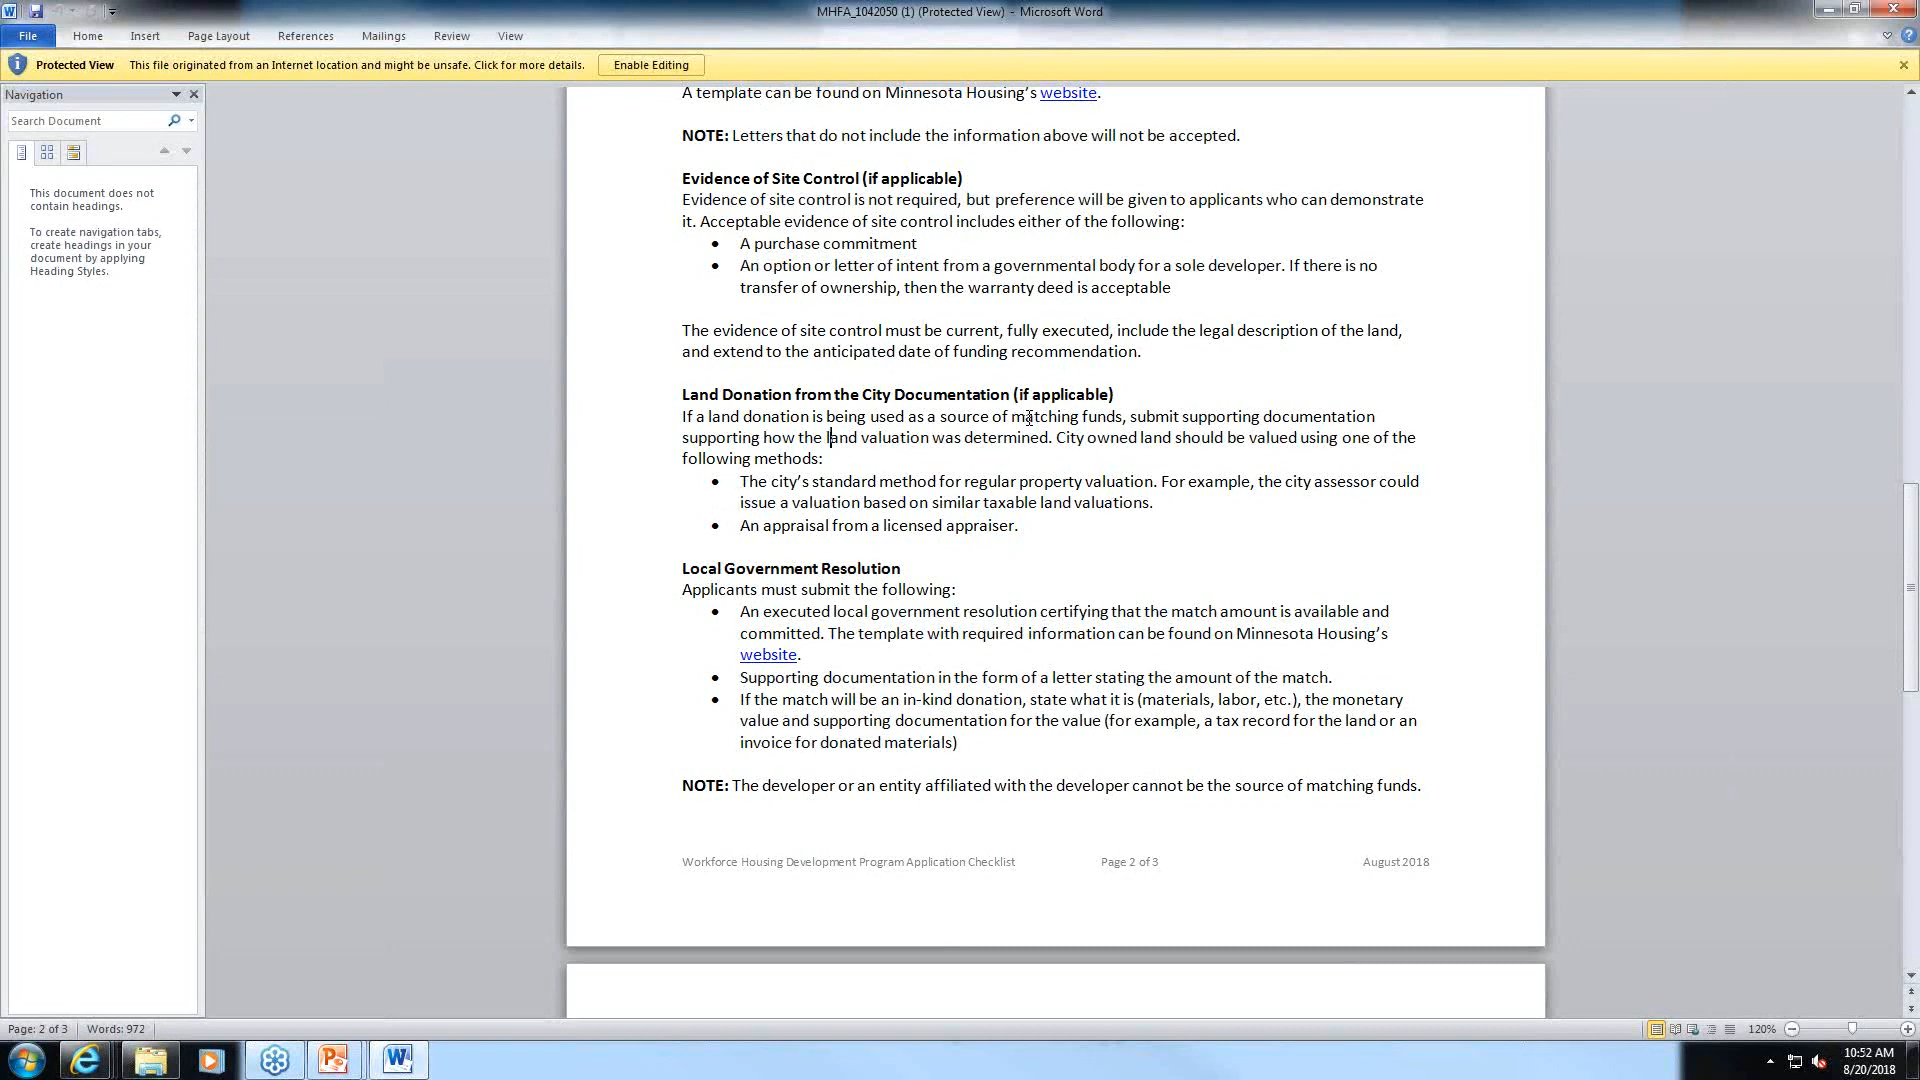 MHFA_1042050 (1) (Protected View) - Microsoft Word
File Home Insert Page Layout References Mailings Review View
Protected View This file originated from an Internet location and might be unsafe. Click for more details. Enable Editing
Navigation
Search Document
This document does not
contain headings.
To create navigation tabs,
create headings in your
document by applying
Heading Styles.
A template can be found on Minnesota Housing’s website.
NOTE: Letters that do not include the information above will not be accepted.
Evidence of Site Control (if applicable)
Evidence of site control is not required, but preference will be given to applicants who can demonstrate
it. Acceptable evidence of site control includes either of the following:
• A purchase commitment
• An option or letter of intent from a governmental body for a sole developer. If there is no
transfer of ownership, then the warranty deed is acceptable
The evidence of site control must be current, fully executed, include the legal description of the land,
and extend to the anticipated date of funding recommendation.
Land Donation from the City Documentation (if applicable)
If a land donation is being used as a source of matching funds, submit supporting documentation
supporting how the land valuation was determined. City owned land should be valued using one of the
following methods:
• The city’s standard method for regular property valuation. For example, the city assessor could
issue a valuation based on similar taxable land valuations.
• An appraisal from a licensed appraiser.
Local Government Resolution
Applicants must submit the following:
• An executed local government resolution certifying that the match amount is available and
committed. The template with required information can be found on Minnesota Housing’s
website.
• Supporting documentation in the form of a letter stating the amount of the match.
• If the match will be an in-kind donation, state what it is (materials, labor, etc.), the monetary
value and supporting documentation for the value (for example, a tax record for the land or an
invoice for donated materials)
NOTE: The developer or an entity affiliated with the developer cannot be the source of matching funds.
Workforce Housing Development Program Application Checklist Page 2 of 3 August 2018
Page: 2 of 3 Words: 972 120%
10:52 AM
8/20/2018